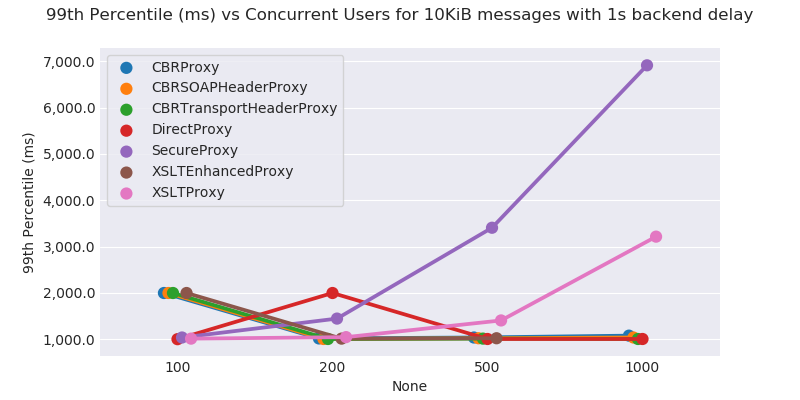 99th Percentile (ms) vs Concurrent Users for 10KiB messages with 1s backend delay
7,000.0
6,000.0
5,000.0
4,000.0
3,000.0
2,000.0
1,000.0
99th Percentile (ms)
CBRProxy
CBRSOAPHeaderProxy
CBRTransportHeaderProxy
DirectProxy
SecureProxy
XSLTEnhancedProxy
XSLTProxy
100 200 500 1000
None